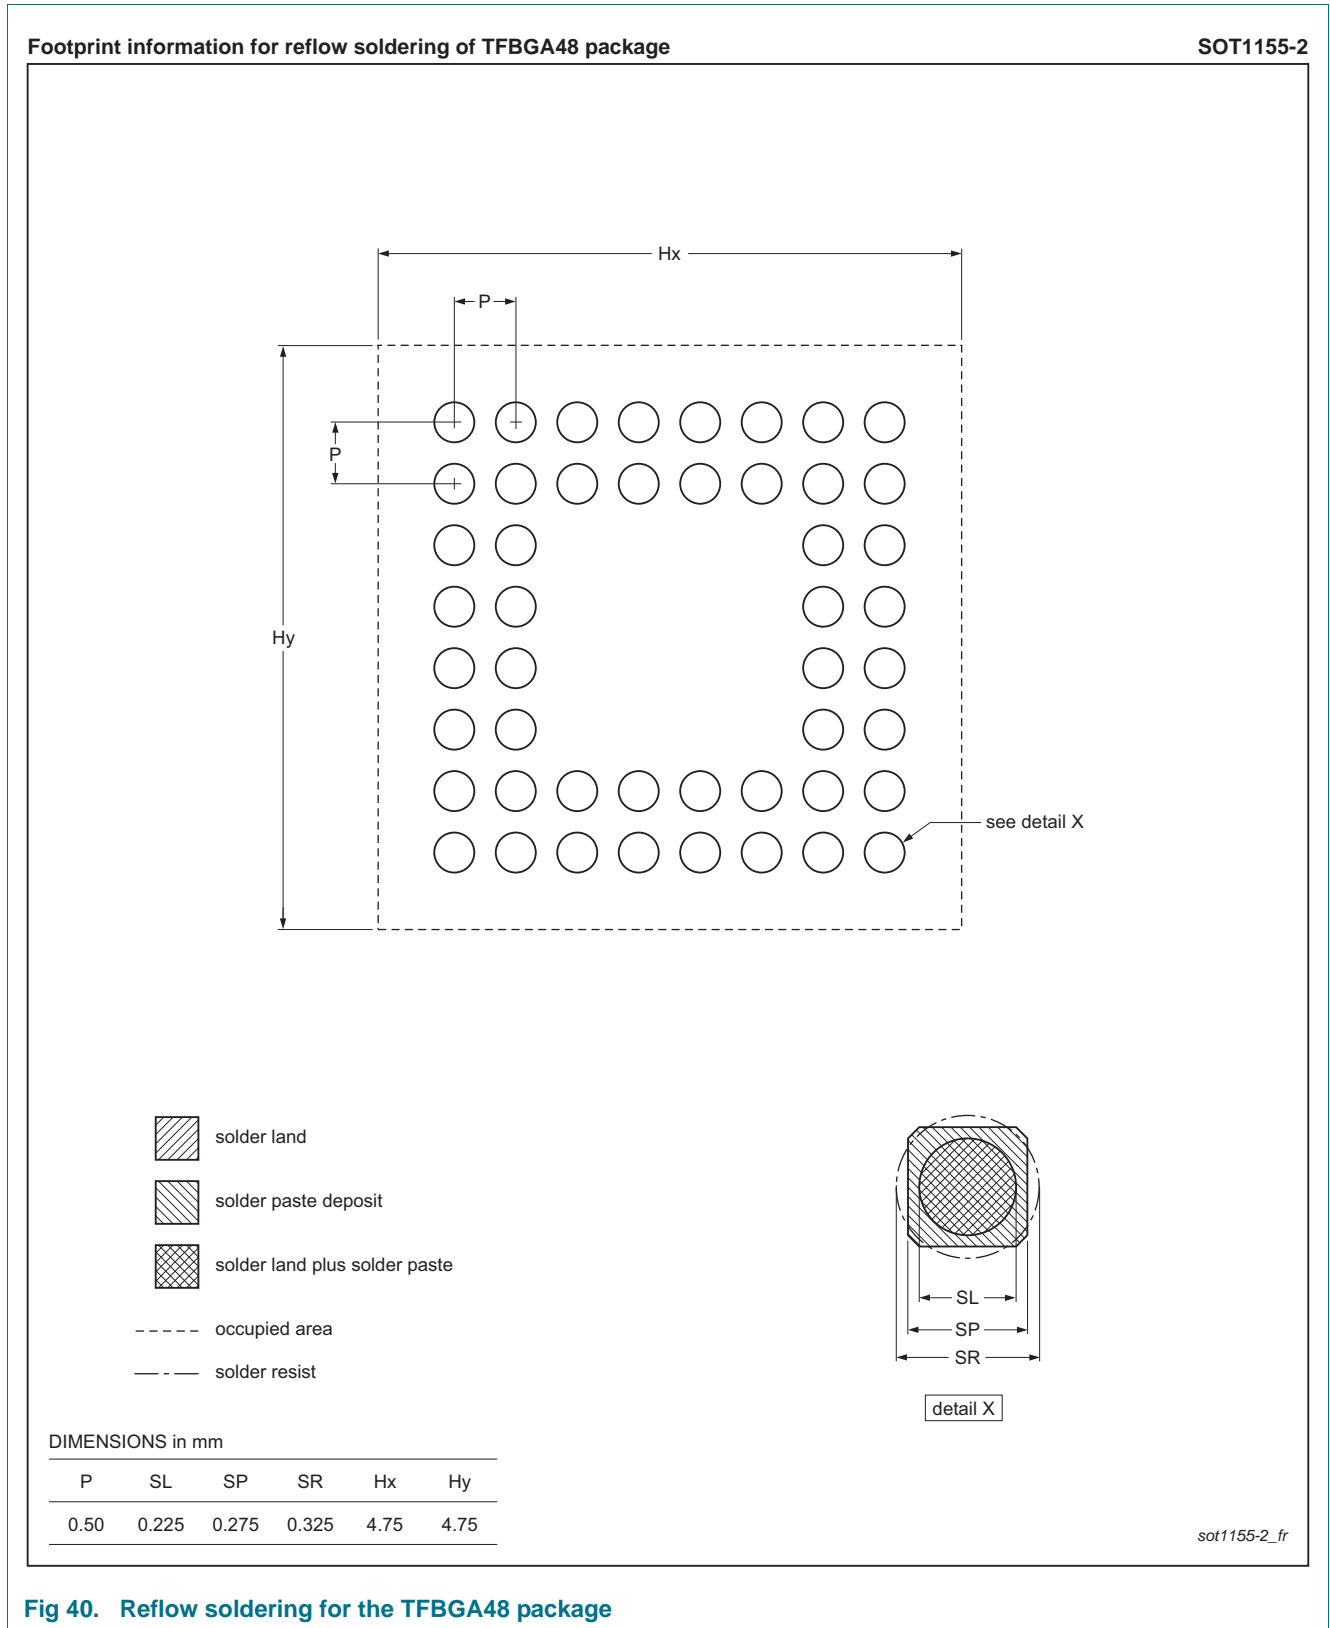 Footprint information for reflow soldering of TFBGA48 package SOT1155-2
Hx
P
P
Hy
see detail X
solder land
solder paste deposit
solder land plus solder paste
occupied area
solder resist
SL
SP
SR
detail X
DIMENSIONS in mm
P SL SP SR Hx Hy
0.50 0.225 0.275 0.325 4.75 4.75
sot1155-2_fr
Fig 40. Reflow soldering for the TFBGA48 package